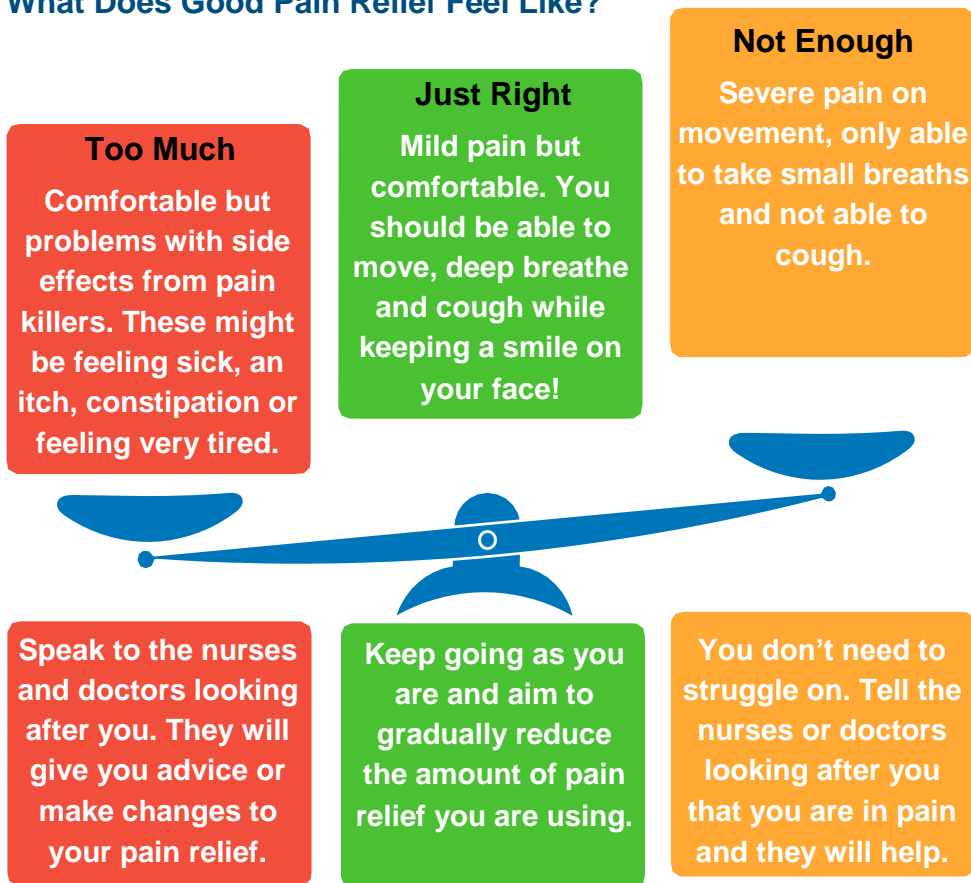 What Does Good Pain Relief Feel Like?
Too Much
Comfortable but
problems with side
effects from pain
killers. These might
be feeling sick, an
itch, constipation or
feeling very tired.
Just Right
Mild pain but
comfortable. You
should be able to
move, deep breathe
and cough while
keeping a smile on
your face!
Not Enough
Severe pain on
movement, only able
to take small breaths
and not able to
cough.
Speak to the nurses
and doctors looking
after you. They will
give you advice or
make changes to
your pain relief.
Keep going as you
are and aim to
gradually reduce
the amount of pain
relief you are using.
You don’t need to
struggle on. Tell the
nurses or doctors
looking after you
that you are in pain
and they will help.